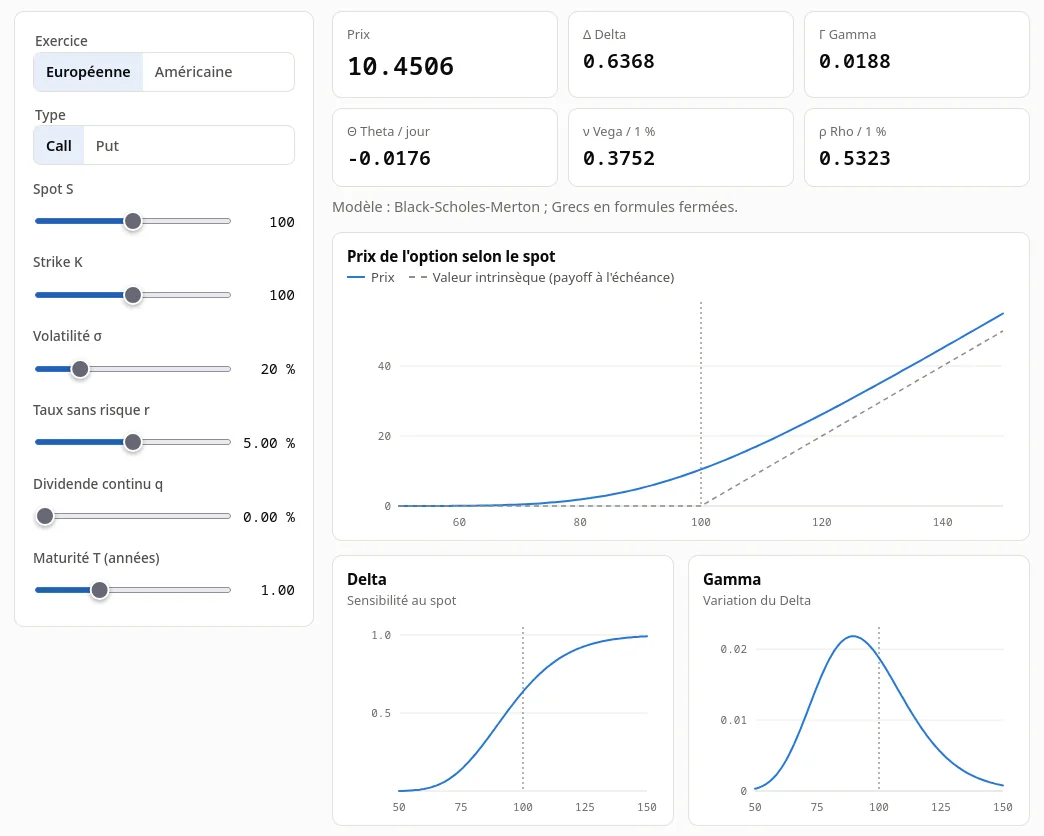 Exercice
Européenne Américaine
Type
Call Put
Spot S
100
Strike K
100
Volatilité σ
20 %
Taux sans risque r
5.00 %
Dividende continu q
0.00 %
Maturité T (années)
1.00
Prix
10.4506
Δ Delta
0.6368
Γ Gamma
0.0188
Θ Theta / jour
-0.0176
ν Vega / 1 %
0.3752
ρ Rho / 1 %
0.5323
Modèle : Black-Scholes-Merton ; Grecs en formules fermées.
Prix de l'option selon le spot
Prix Valeur intrinsèque (payoff à l'échéance)
40
20
0
60 80 100 120 140
Delta
Sensibilité au spot
1.0
0.5
50 75 100 125 150
Gamma
Variation du Delta
0.02
0.01
0
50 75 100 125 150